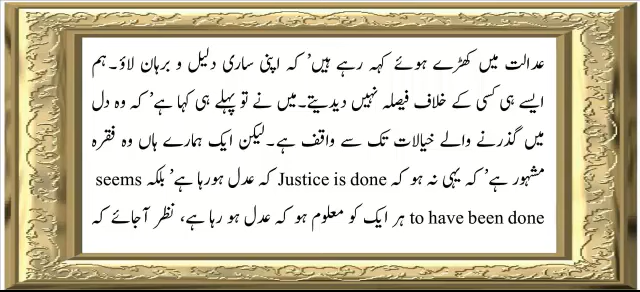 عدالت میں کھڑے ہوئے کہہ رہے ہیں' کہ اپنی ساری دلیل و برہان لاؤ۔ ہم
ایسے ہی کسی کے خلاف فیصلہ نہیں دیدیتے۔ میں نے تو پہلے ہی کہا ہے' کہ وہ دل
میں گذرنے والے خیالات تک سے واقف ہے۔ لیکن ایک ہمارے ہاں وہ فقرہ
مشہور ہے' کہ یہی نہ ہو کہ Justice is done کہ عدل ہورہا ہے' بلکہ seems
to have been done ہر ایک کو معلوم ہو کہ عدل ہو رہا ہے، نظر آجائے کہ